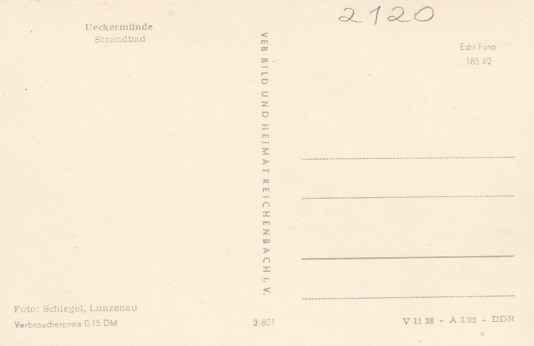 Ueckermünde
Strandbad
VEB BILD UND HEIMAT REICHENBACH I. V.
2120
Echt Foto
185/62
Foto: Schlegel, Lunzenau
Verbraucherpreis 0,15 DM
3.801
V 11 28 - A 3/62 - DDR